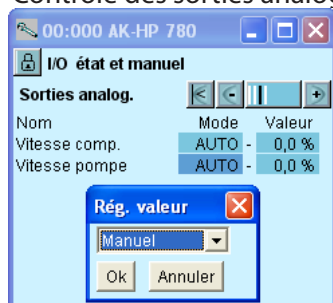 Contrôle des sorties analog
00:000 AK-HP 780
I/O état et manuel
Sorties analog.
Nom Mode Valeur
Vitesse comp. AUTO - 0,0 %
Vitesse pompe AUTO - 0,0 %
Rég. valeur
Manuel
Ok Annuler